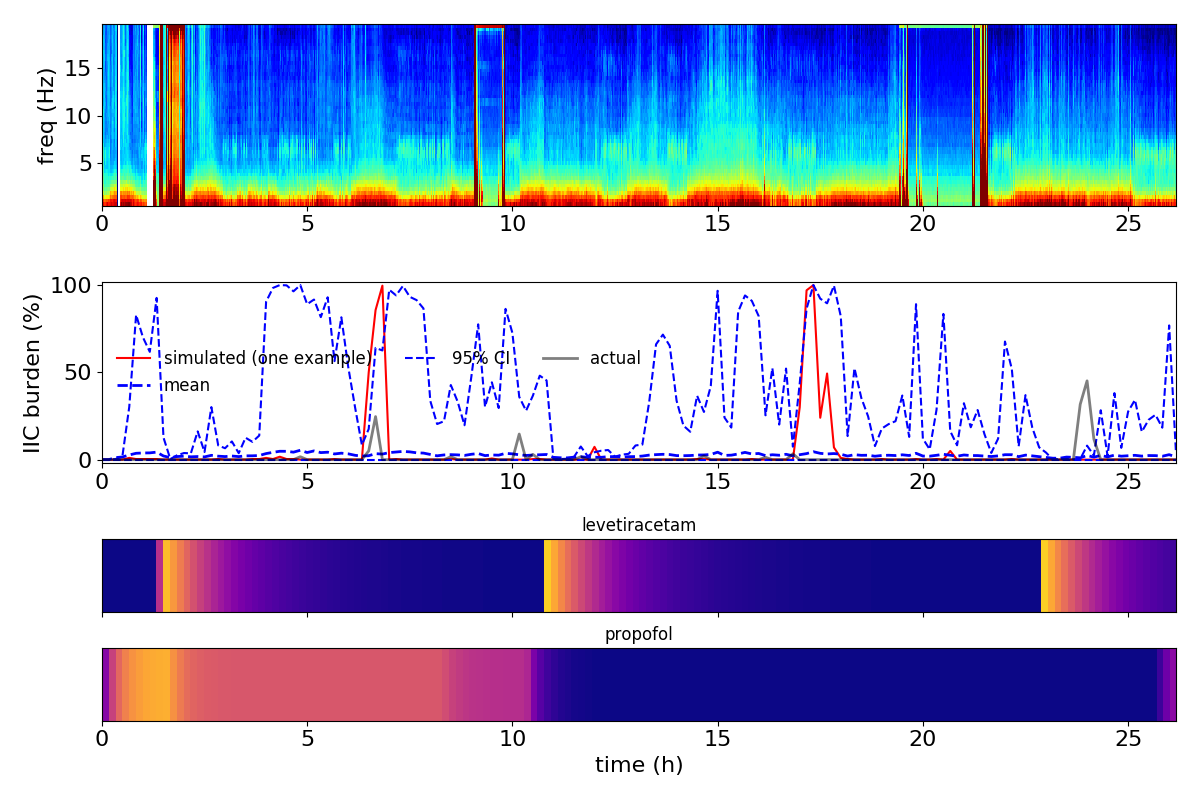 freq (Hz)
15
10
5
0 5 10 15 20 25
IIC burden (%)
100
50
0
simulated (one example) 95% CI actual
mean
0 5 10 15 20 25
levetiracetam
propofol
0 5 10 15 20 25
time (h)